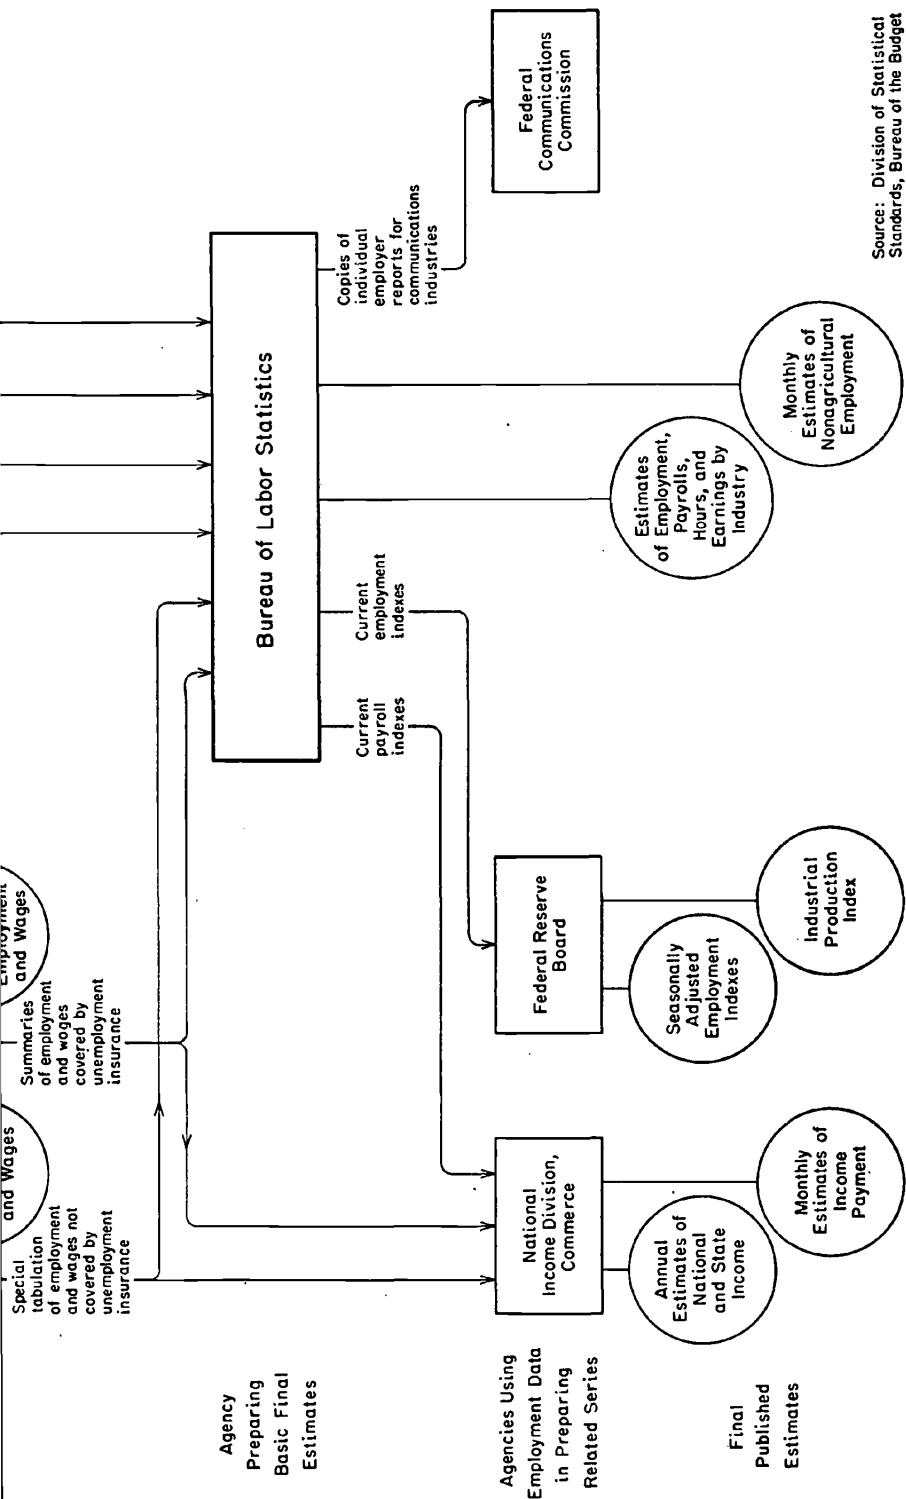 and Wages
Employment
and Wages
Special
tabulation
of employment
and wages not
covered by
unemployment
insurance
Summaries
of employment
and wages
covered by
unemployment
insurance
Agency
Preparing
Basic Final
Estimates
Bureau of Labor Statistics
Current
payroll
indexes
Current
employment
indexes
Copies of
individual
employer
reports for
communications
industries
Agencies Using
Employment Data
in Preparing
Related Series
National
Income Division,
Commerce
Federal Reserve
Board
Federal
Communications
Commission
Final
Published
Estimates
Annual
Estimates of
National
and State
Income
Monthly
Estimates of
Income
Payment
Seasonally
Adjusted
Employment
Indexes
Industrial
Production
Index
Estimates
of Employment,
Payrolls,
Hours, and
Earnings by
Industry
Monthly
Estimates of
Nonagricultural
Employment
Source: Division of Statistical
Standards, Bureau of the Budget